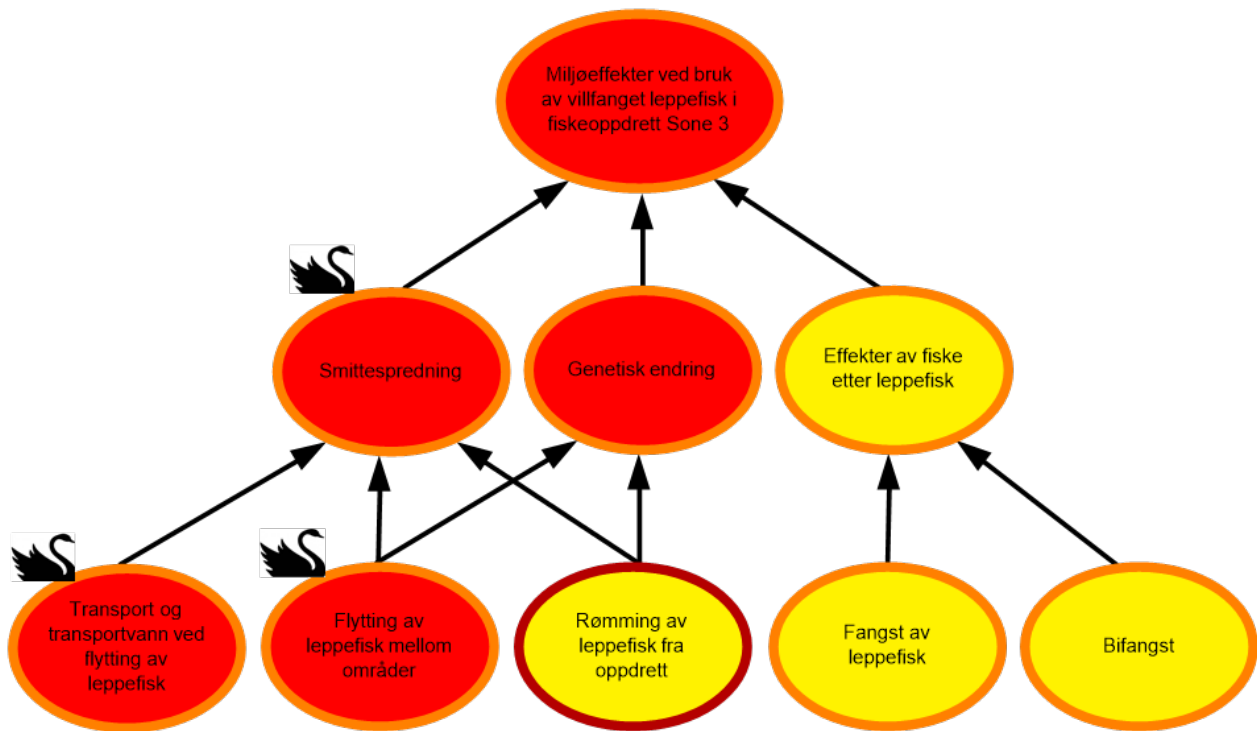 Miljøeffekter ved bruk
av villfanget leppefisk i
fiskeoppdrett Sone 3
Smittespredning
Genetisk endring
Effekter av fiske
etter leppefisk
Transport og
transportvann ved
flytting av
leppefisk
Flytting av
leppefisk mellom
områder
Rømming av
leppefisk fra
oppdrett
Fangst av
leppefisk
Bifangst